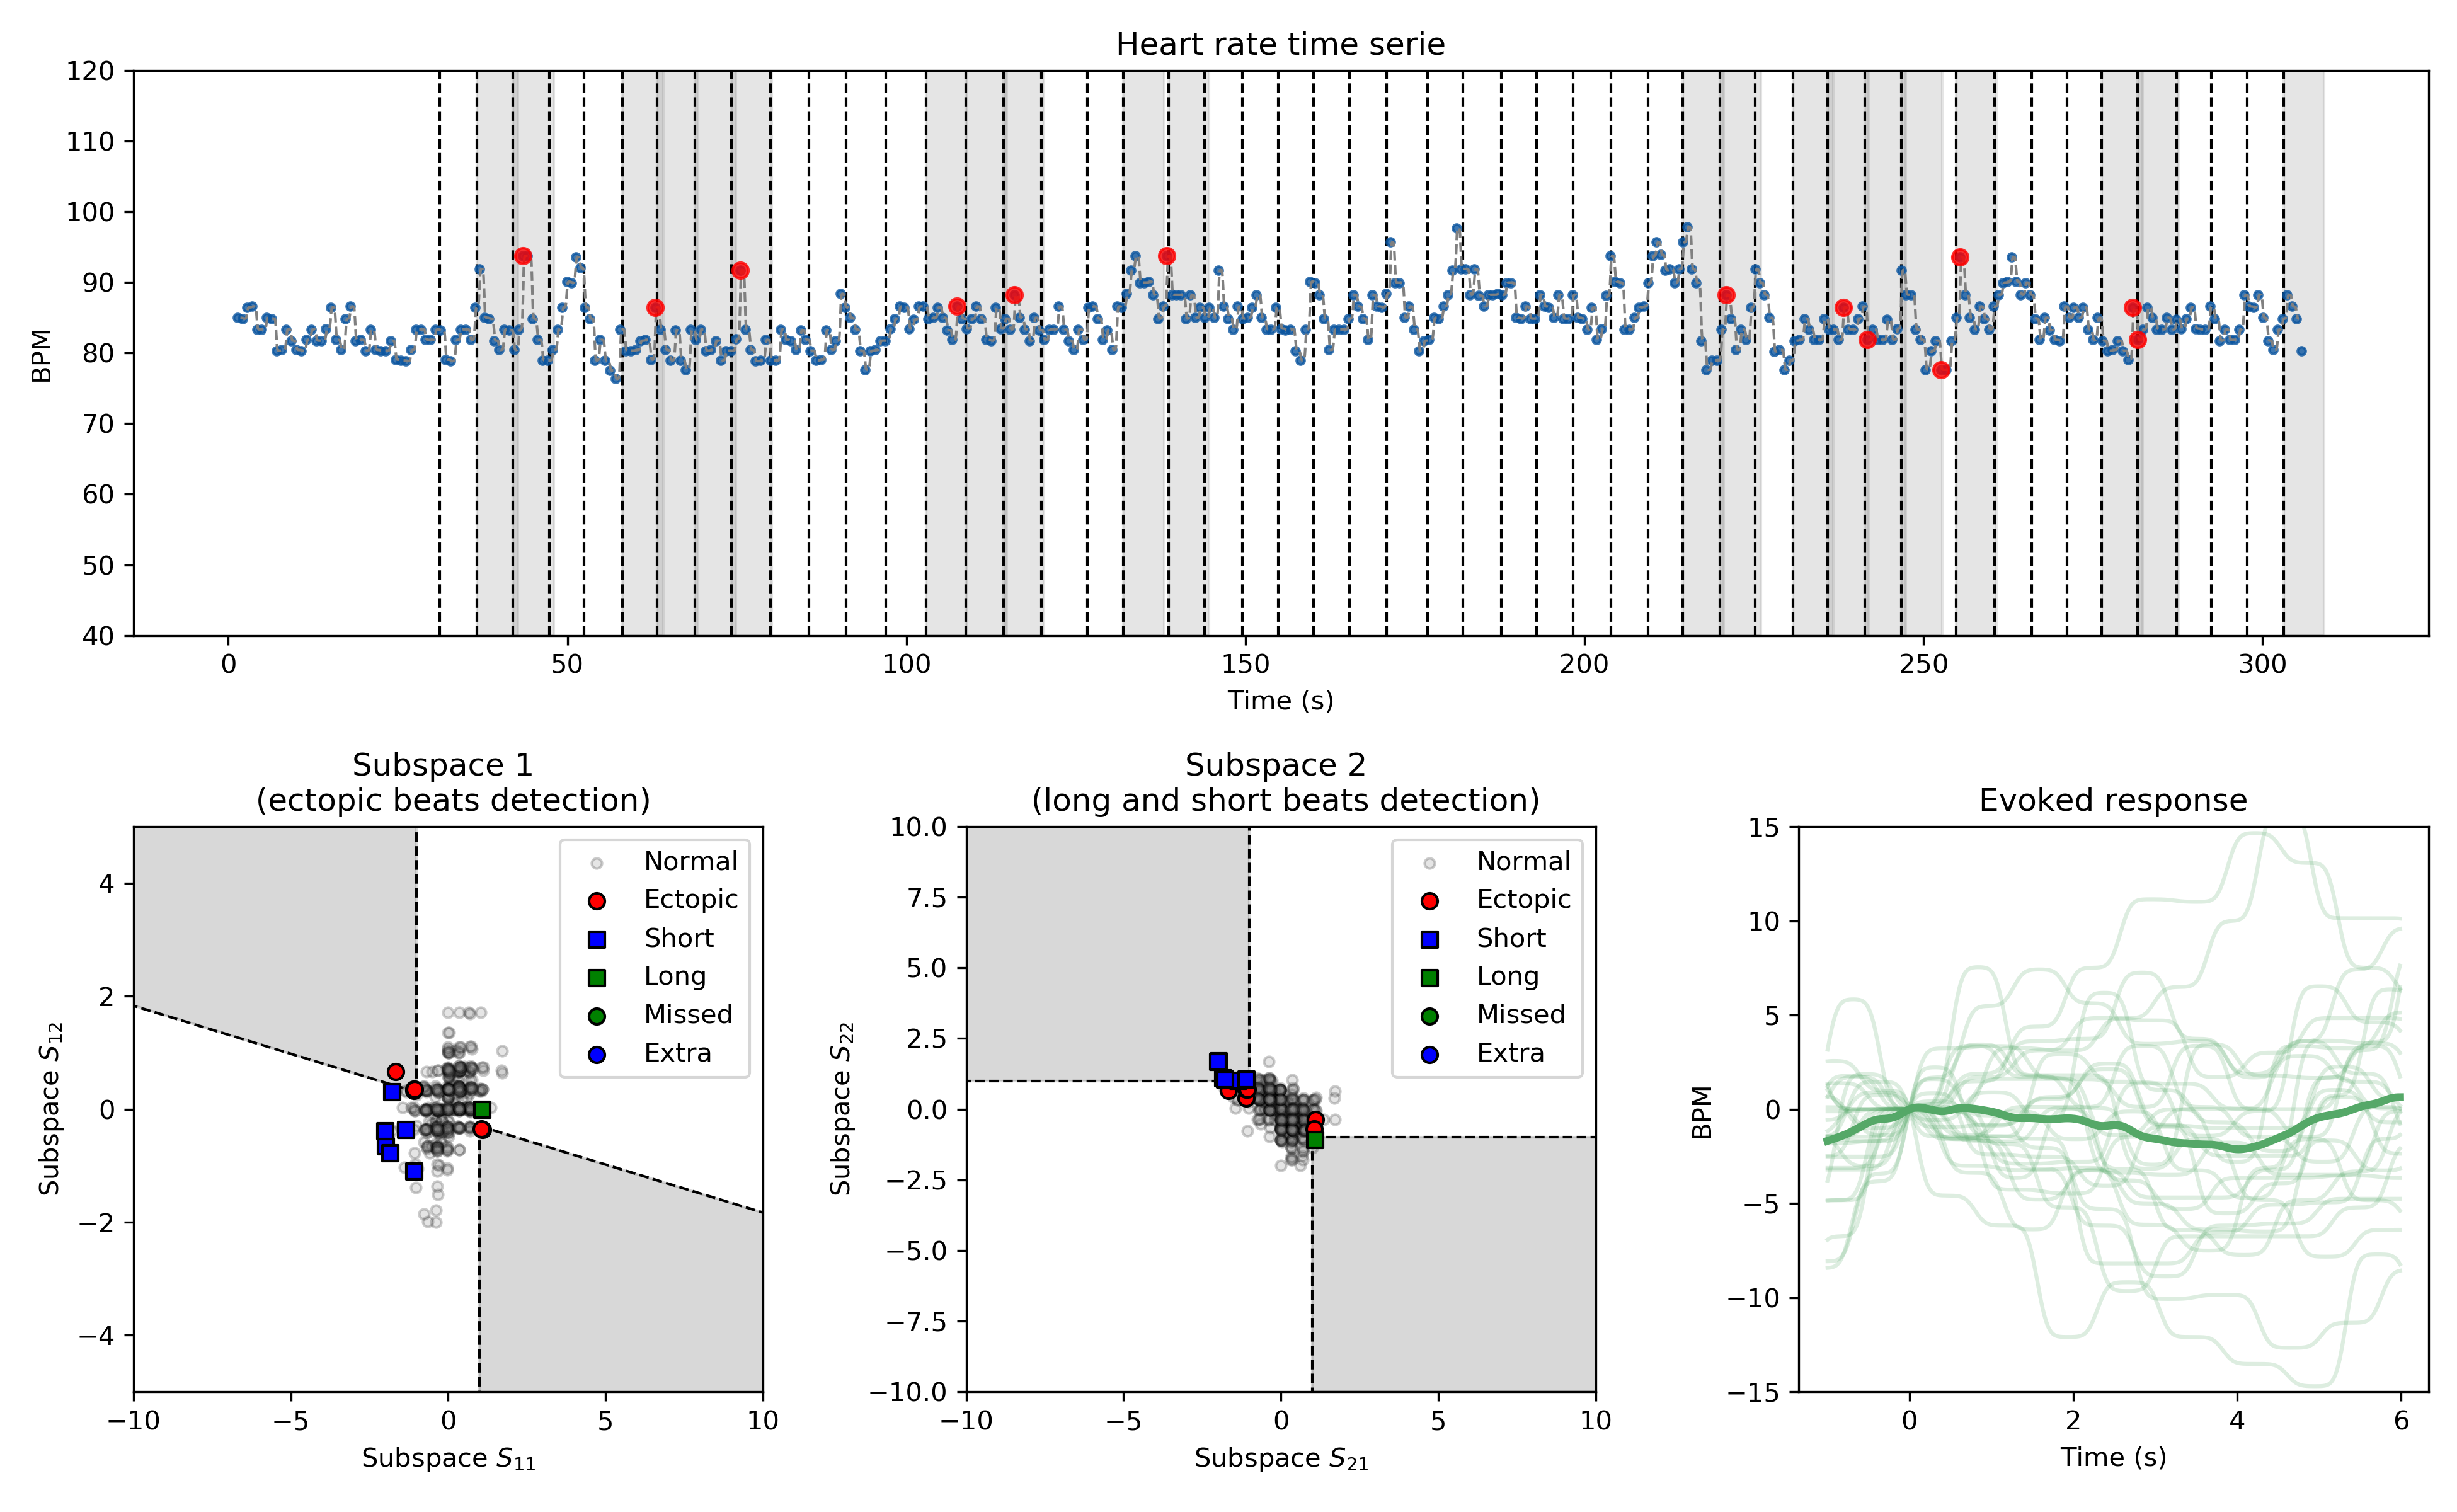 Heart rate time serie
120
110
100
90
80
70
60
50
40
BPM
0 50 100 150 200 250 300
Time (s)
Subspace 1
(ectopic beats detection)
4
2
0
−2
−4
Subspace S₁₂
Normal
Ectopic
Short
Long
Missed
Extra
−10 −5 0 5 10
Subspace S₁₁
Subspace 2
(long and short beats detection)
10.0
7.5
5.0
2.5
0.0
−2.5
−5.0
−7.5
−10.0
Subspace S₂₂
Normal
Ectopic
Short
Long
Missed
Extra
−10 −5 0 5 10
Subspace S₂₁
Evoked response
15
10
5
0
−5
−10
−15
BPM
0 2 4 6
Time (s)